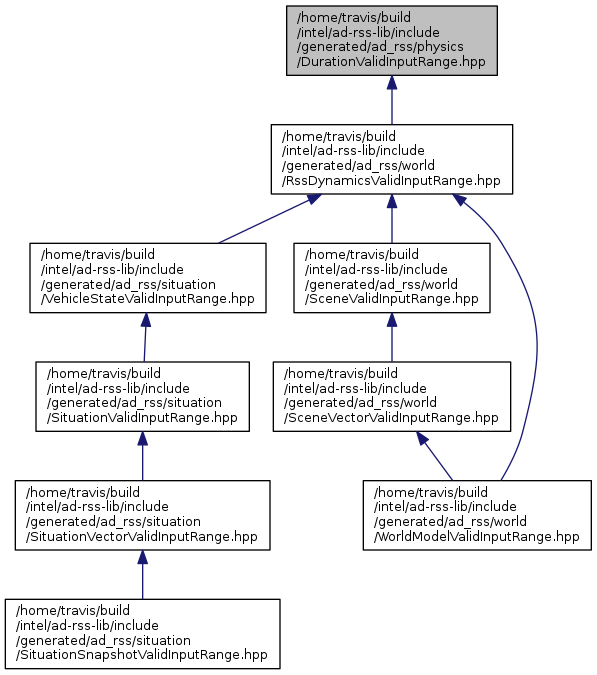 /home/travis/build
/intel/ad-rss-lib/include
/generated/ad_rss/physics
/DurationValidInputRange.hpp
/home/travis/build
/intel/ad-rss-lib/include
/generated/ad_rss/world
/RssDynamicsValidInputRange.hpp
/home/travis/build
/intel/ad-rss-lib/include
/generated/ad_rss/situation
/VehicleStateValidInputRange.hpp
/home/travis/build
/intel/ad-rss-lib/include
/generated/ad_rss/world
/SceneValidInputRange.hpp
/home/travis/build
/intel/ad-rss-lib/include
/generated/ad_rss/situation
/SituationValidInputRange.hpp
/home/travis/build
/intel/ad-rss-lib/include
/generated/ad_rss/world
/SceneVectorValidInputRange.hpp
/home/travis/build
/intel/ad-rss-lib/include
/generated/ad_rss/situation
/SituationVectorValidInputRange.hpp
/home/travis/build
/intel/ad-rss-lib/include
/generated/ad_rss/world
/WorldModelValidInputRange.hpp
/home/travis/build
/intel/ad-rss-lib/include
/generated/ad_rss/situation
/SituationSnapshotValidInputRange.hpp